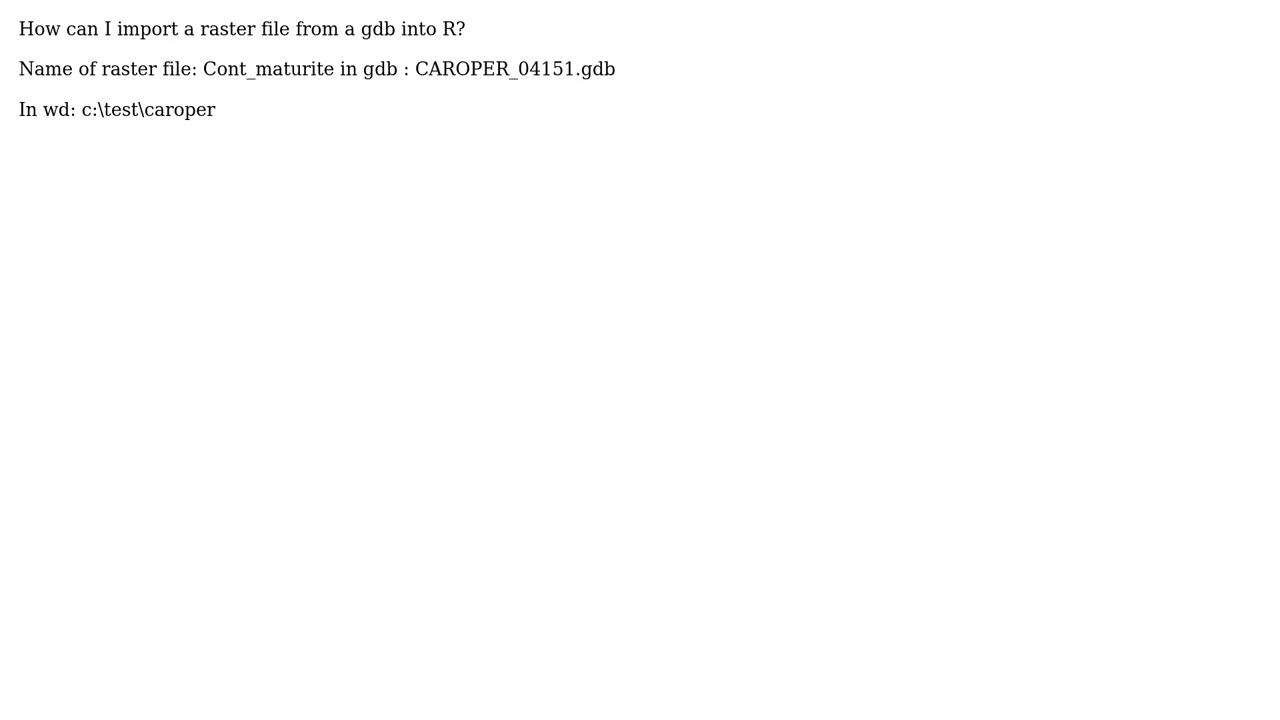 How can I import a raster file from a gdb into R?
Name of raster file: Cont_maturite in gdb : CAROPER_04151.gdb
In wd: c:\test\caroper